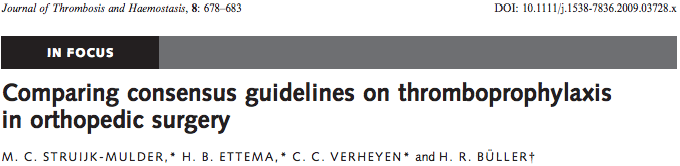 Journal of Thrombosis and Haemostasis, 8: 678–683 DOI: 10.1111/j.1538-7836.2009.03728.x
IN FOCUS
Comparing consensus guidelines on thromboprophylaxis
in orthopedic surgery
M. C. STRUIJK-MULDER,* H. B. ETTEMA,* C. C. VERHEYEN* and H. R. BÜLLER†